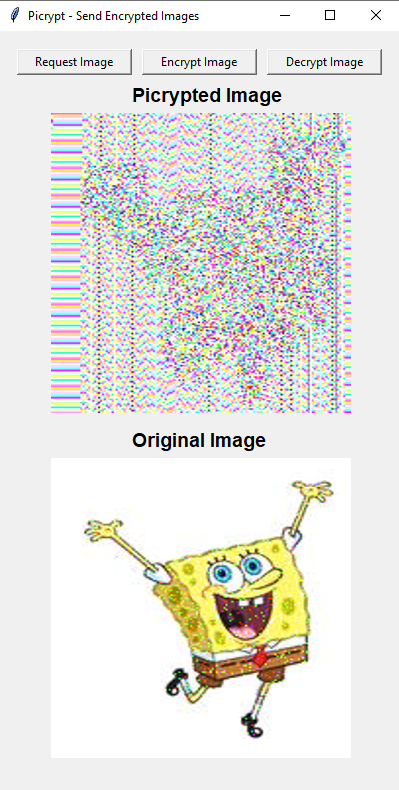 Picrypt - Send Encrypted Images
Request Image Encrypt Image Decrypt Image
Picrypted Image
Original Image